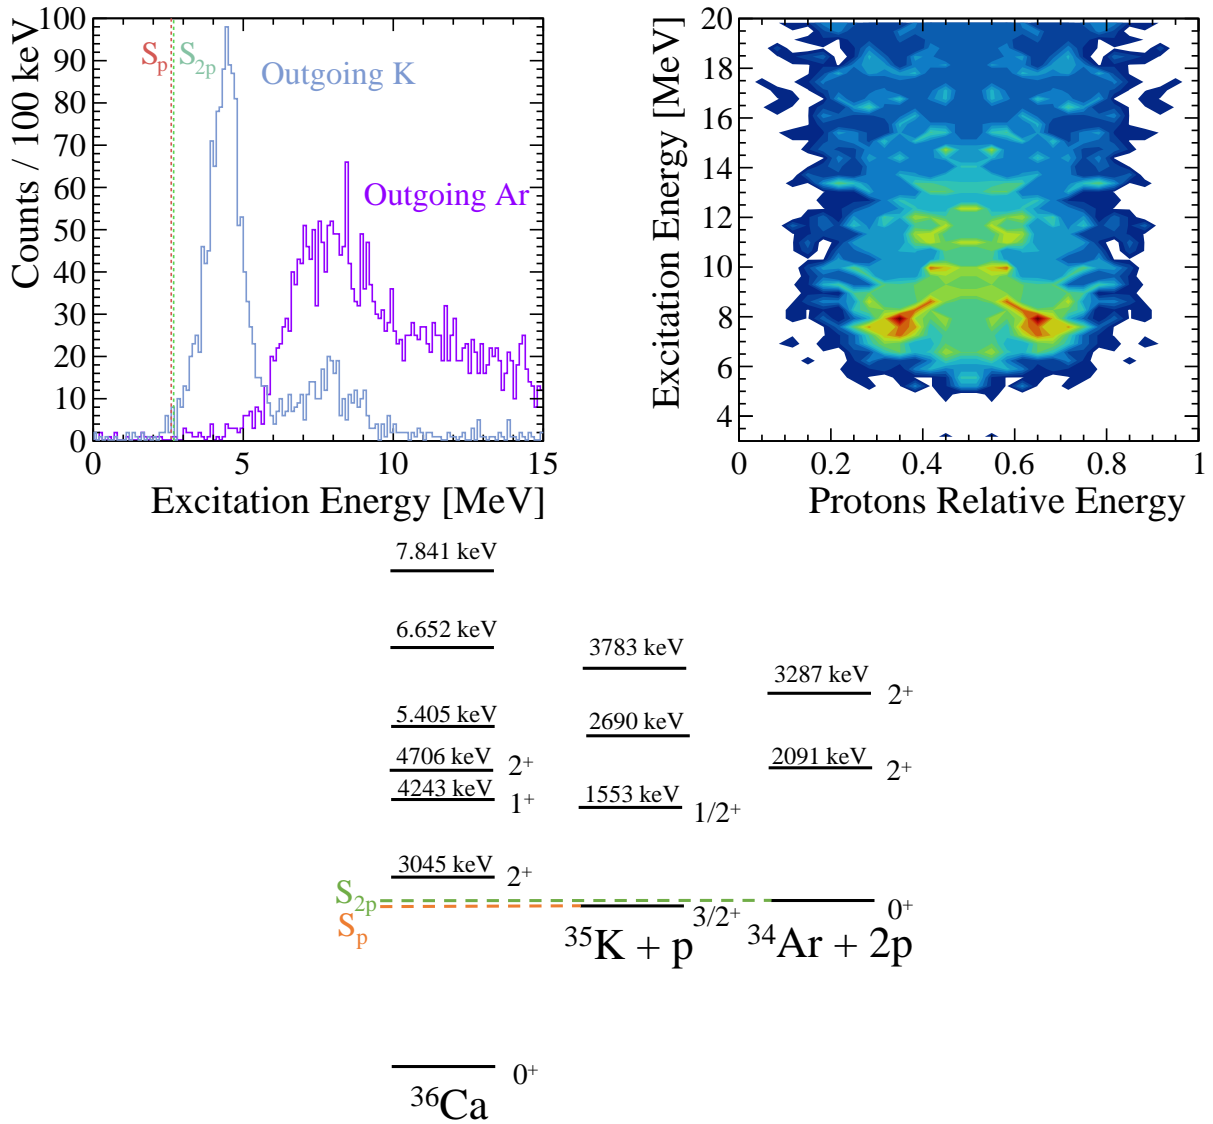 100
90
80
70
60
50
40
30
20
10
0
Counts / 100 keV
S_p
S_2p
Outgoing K
Outgoing Ar
0 5 10 15
Excitation Energy [MeV]
20
18
16
14
12
10
8
6
4
Excitation Energy [MeV]
0 0.2 0.4 0.6 0.8 1
Protons Relative Energy
7.841 keV
6.652 keV
5.405 keV
4706 keV 2⁺
4243 keV 1⁺
3045 keV 2⁺
3783 keV
2690 keV
1553 keV 1/2⁺
3287 keV 2⁺
2091 keV 2⁺
S_2p
S_p
3/2⁺
0⁺
³⁵K + p
³⁴Ar + 2p
0⁺
³⁶Ca